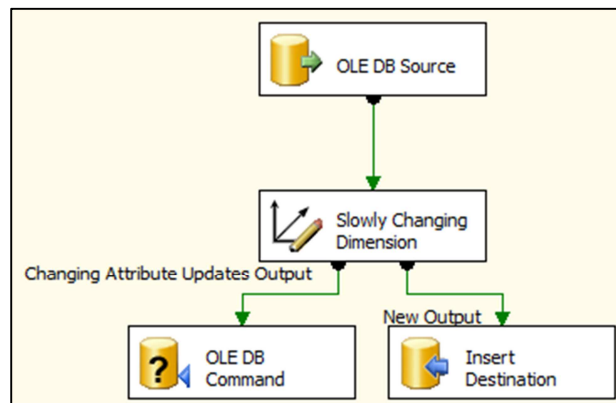 OLE DB Source
Slowly Changing
Dimension
Changing Attribute Updates Output
New Output
?
OLE DB
Command
Insert
Destination